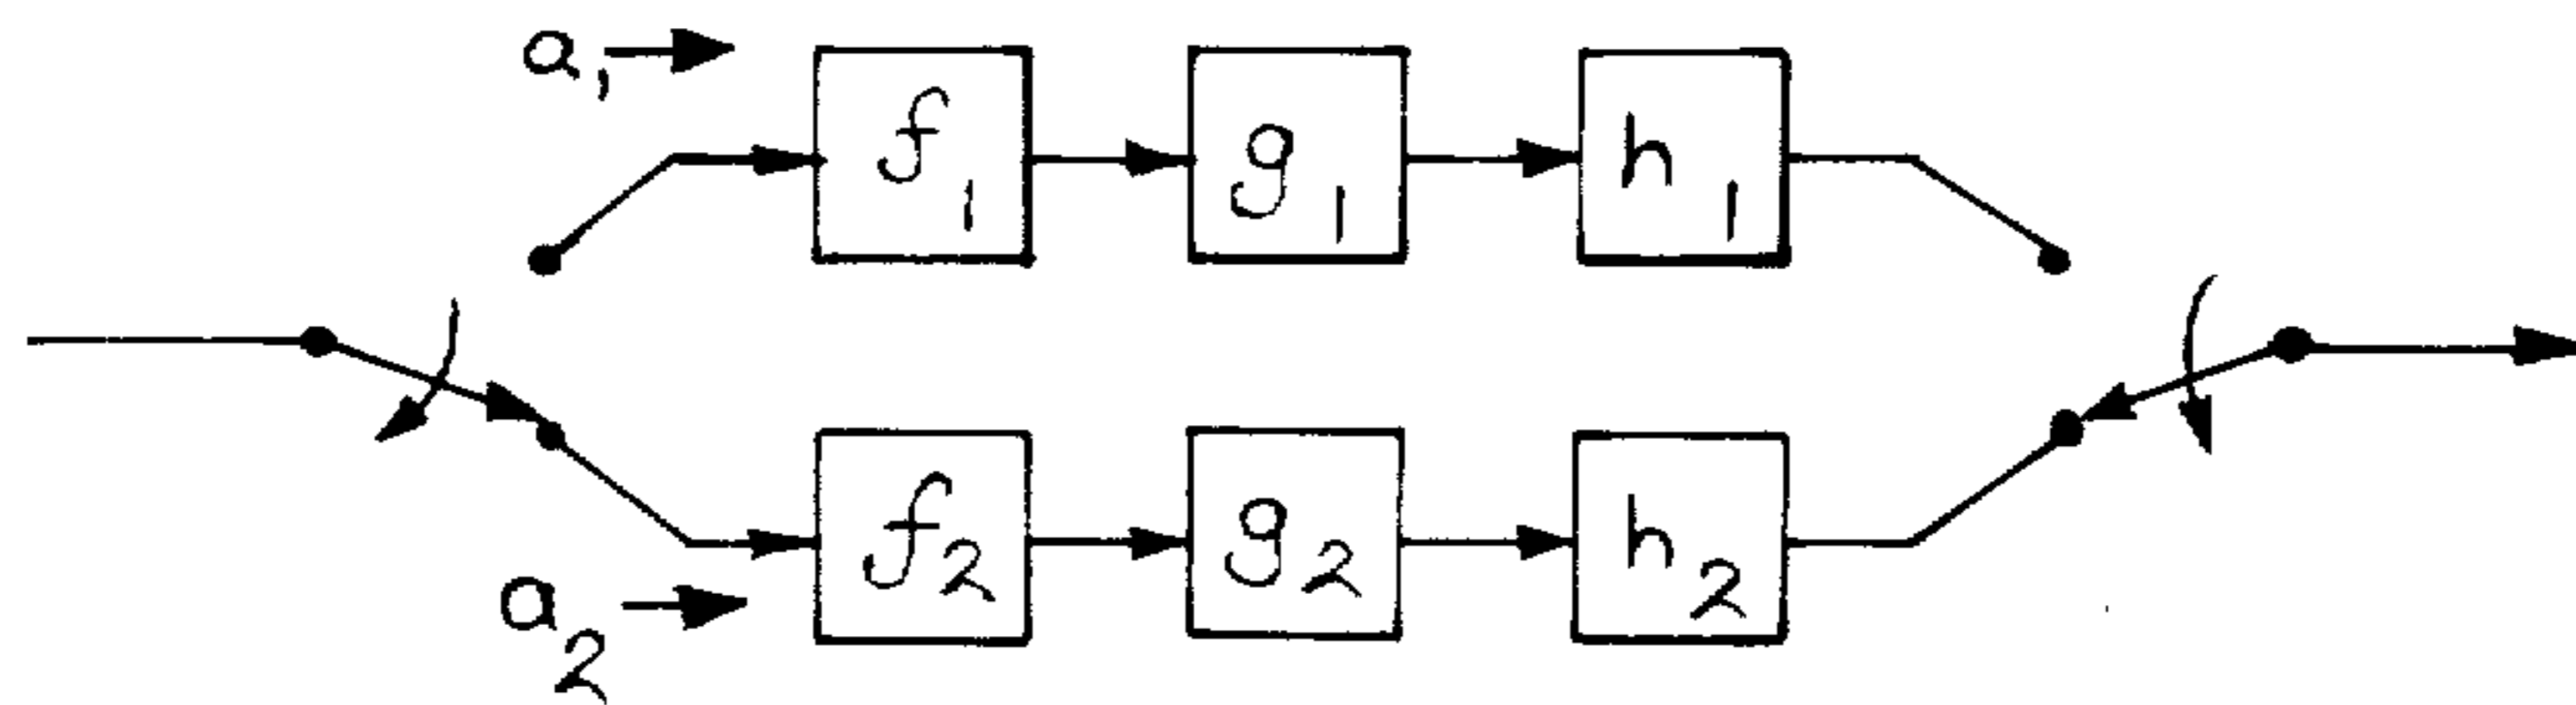 a₁
f₁ g₁ h₁
f₂ g₂ h₂
a₂